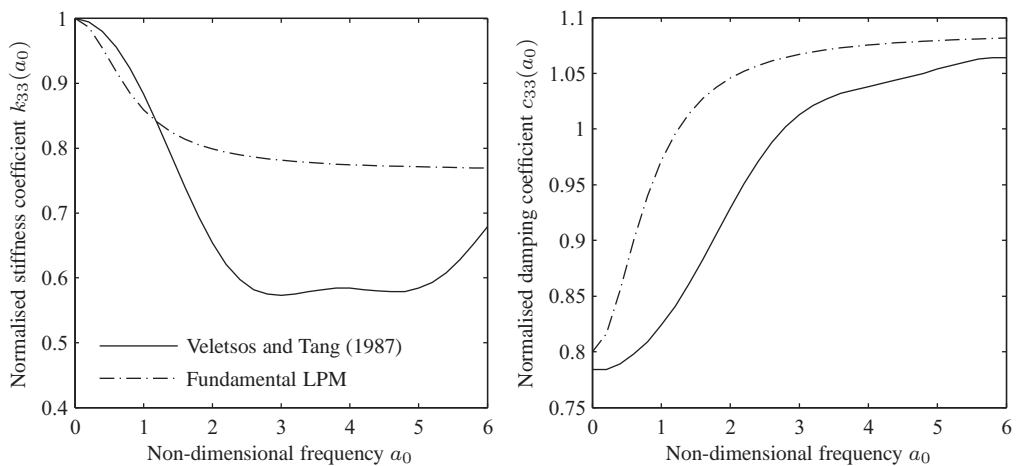 Normalised stiffness coefficient k33(a0)
1
0.9
0.8
0.7
0.6
0.5
0.4
Veletsos and Tang (1987)
Fundamental LPM
0 1 2 3 4 5 6
Non-dimensional frequency a0
Normalised damping coefficient c33(a0)
1.1
1.05
1
0.95
0.9
0.85
0.8
0.75
0 1 2 3 4 5 6
Non-dimensional frequency a0